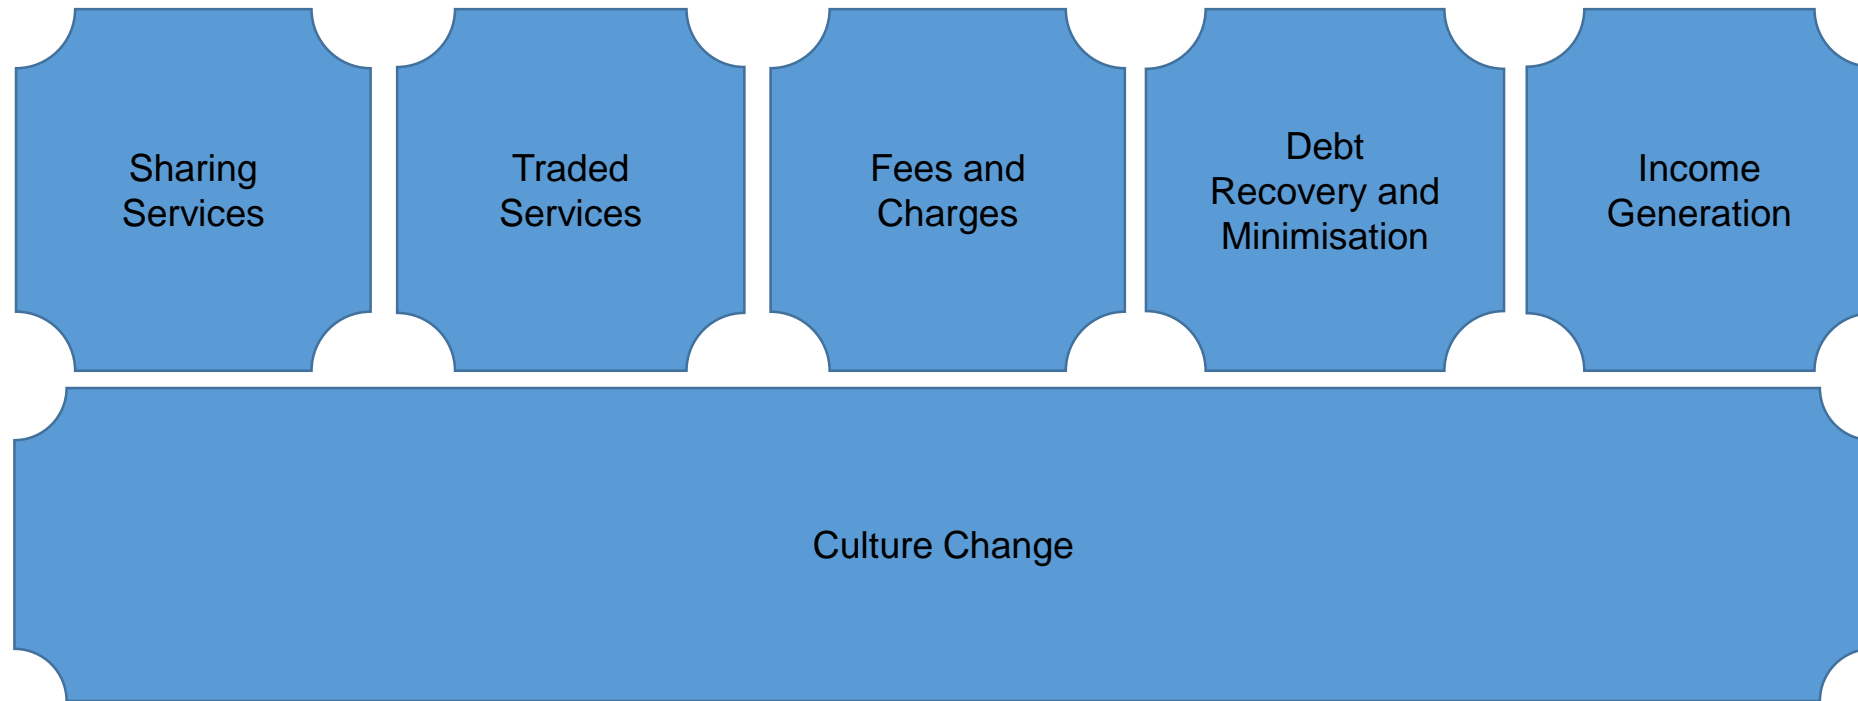 Sharing
Services
Traded
Services
Fees and
Charges
Debt
Recovery and
Minimisation
Income
Generation
Culture Change